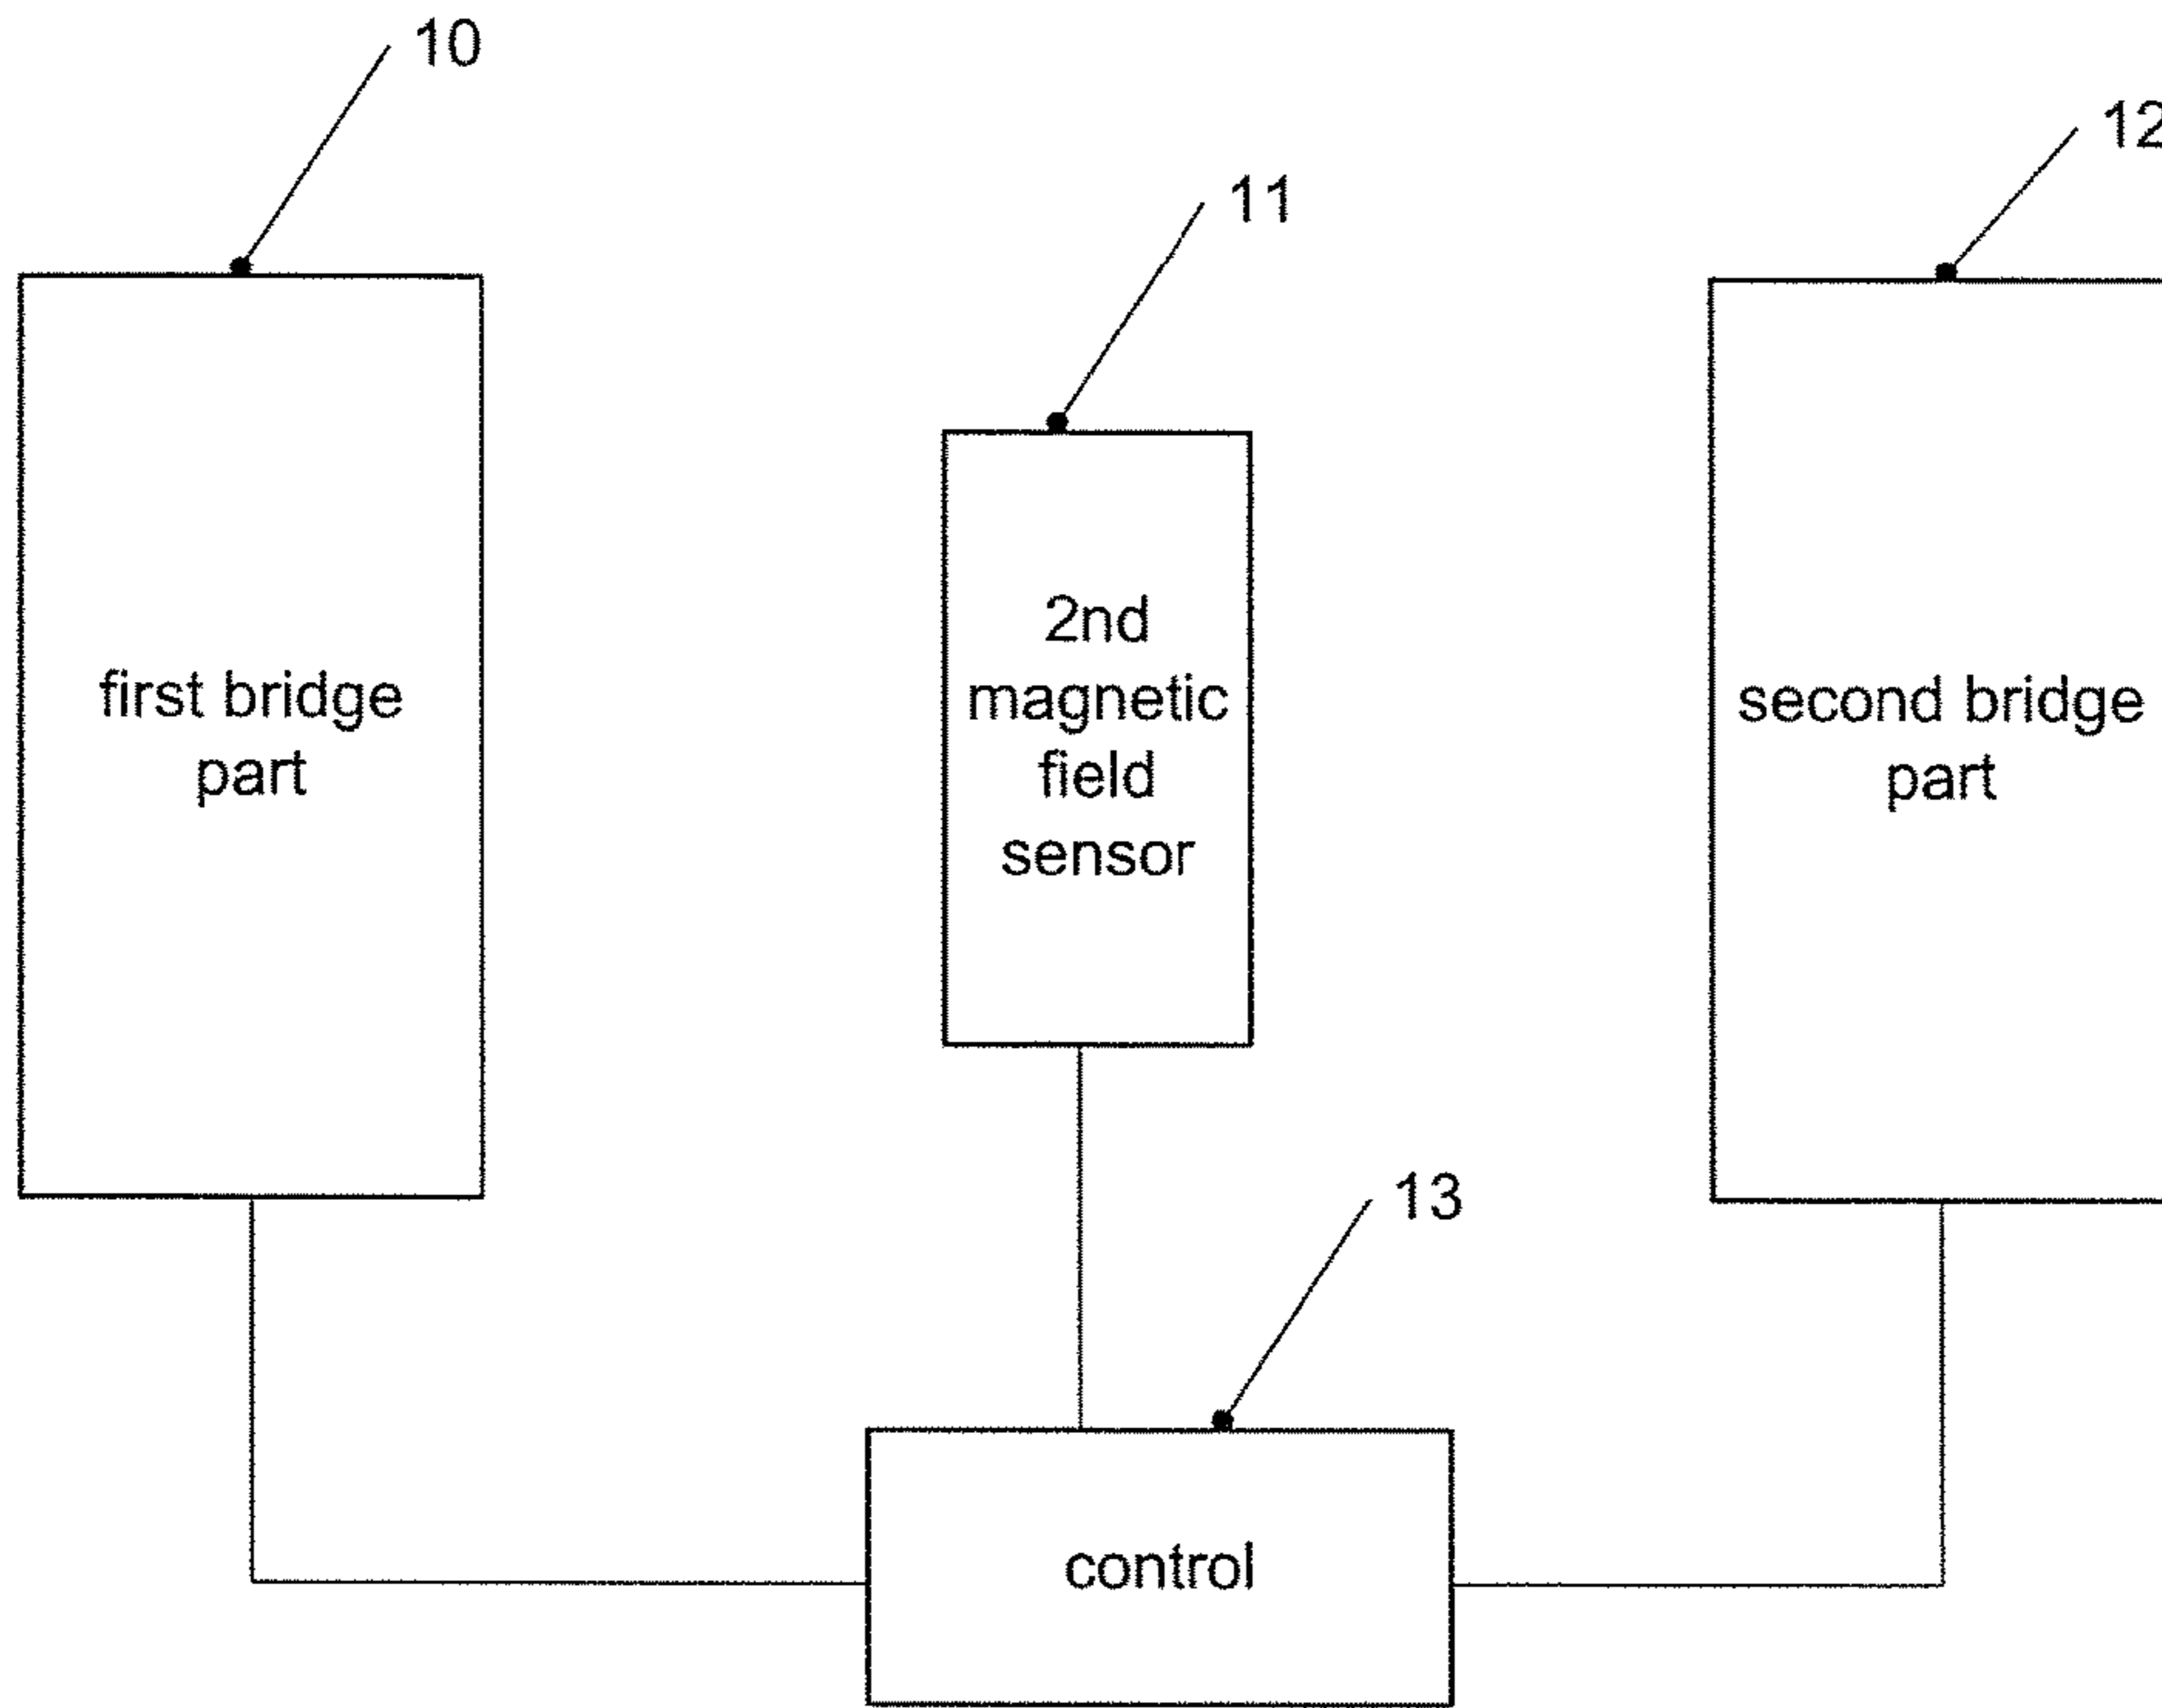 10
11
12
first bridge
part
2nd
magnetic
field
sensor
second bridge
part
13
control